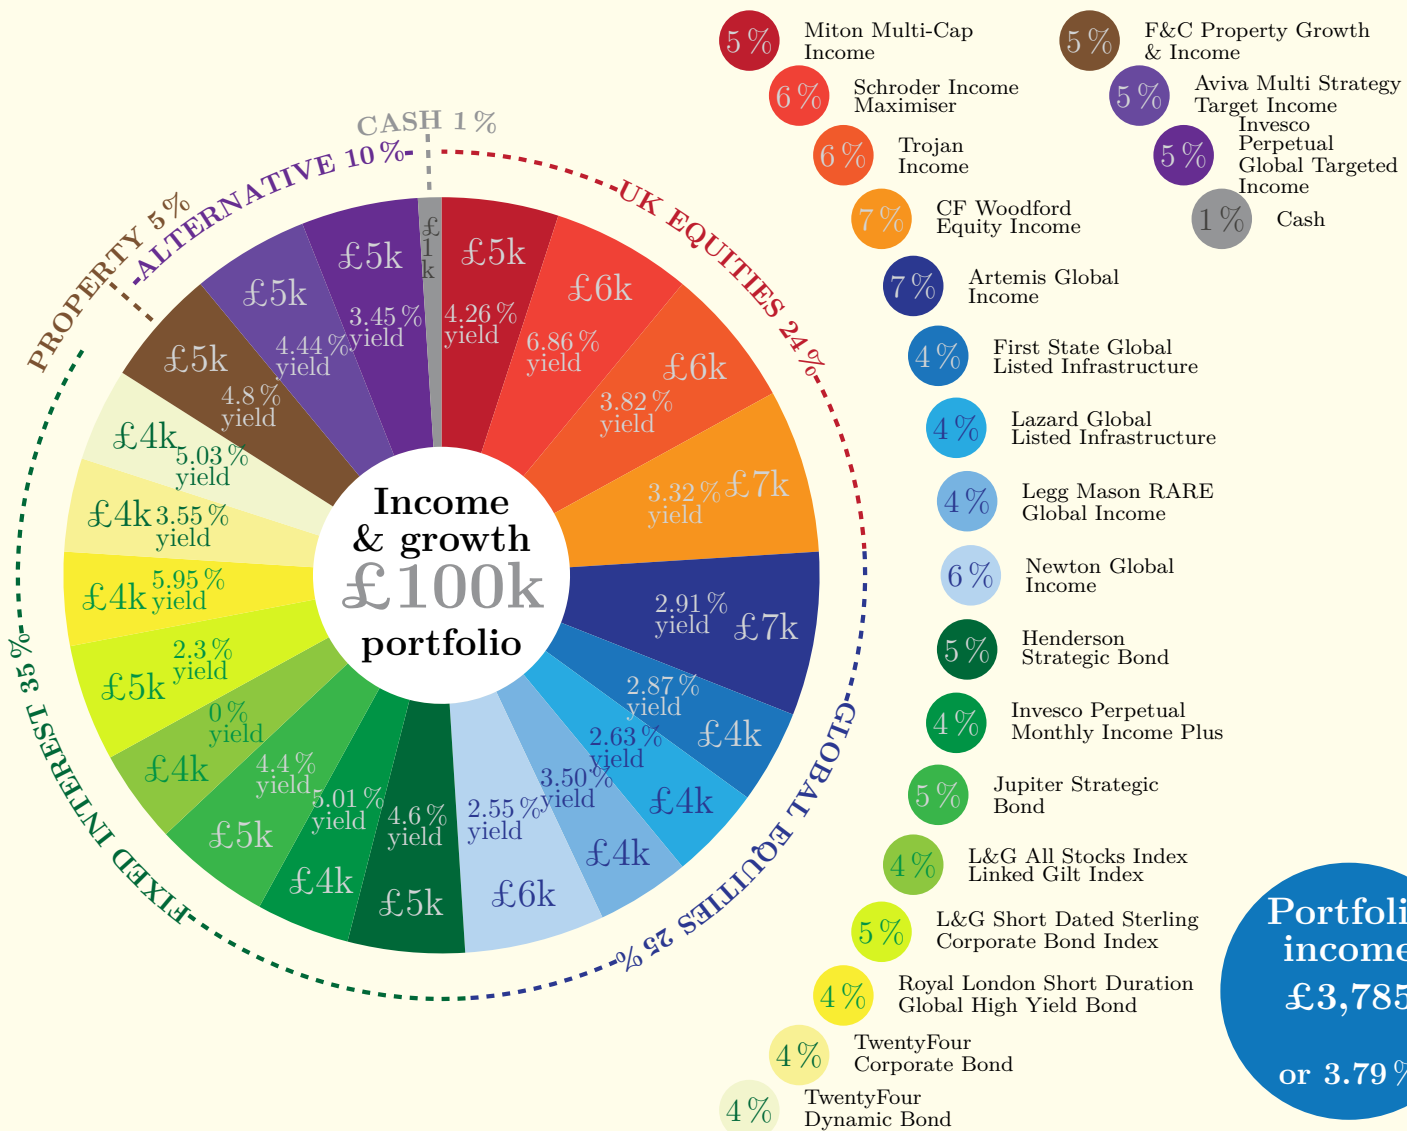 CASH 1 %
ALTERNATIVE 10 %
PROPERTY 5 %
UK EQUITIES 24 %
GLOBAL EQUITIES 25 %
FIXED INTEREST 35 %
£5k
4.26 %
yield
£6k
6.86 %
yield
£6k
3.82 %
yield
£7k
3.32 %
yield
£7k
2.91 %
yield
£4k
2.87 %
yield
£4k
2.63 %
yield
£4k
3.50 %
yield
£6k
2.55 %
yield
£5k
4.6 %
yield
£4k
5.01 %
yield
£5k
4.4 %
yield
£4k
0 %
yield
£5k
2.3 %
yield
£4k
5.95 %
yield
£4k
3.55 %
yield
£4k
5.03 %
yield
£5k
4.8 %
yield
£5k
4.44 %
yield
£5k
3.45 %
yield
£
1
k
Income
& growth
£100k
portfolio
5 %
Miton Multi-Cap
Income
6 %
Schroder Income
Maximiser
6 %
Trojan
Income
7 %
CF Woodford
Equity Income
7 %
Artemis Global
Income
4 %
First State Global
Listed Infrastructure
4 %
Lazard Global
Listed Infrastructure
4 %
Legg Mason RARE
Global Income
6 %
Newton Global
Income
5 %
Henderson
Strategic Bond
4 %
Invesco Perpetual
Monthly Income Plus
5 %
Jupiter Strategic
Bond
4 %
L&G All Stocks Index
Linked Gilt Index
5 %
L&G Short Dated Sterling
Corporate Bond Index
4 %
Royal London Short Duration
Global High Yield Bond
4 %
TwentyFour
Corporate Bond
4 %
TwentyFour
Dynamic Bond
5 %
F&C Property Growth
& Income
5 %
Aviva Multi Strategy
Target Income
5 %
Invesco
Perpetual
Global Targeted
Income
1 %
Cash
Portfoli
income
£3,785
or 3.79 %